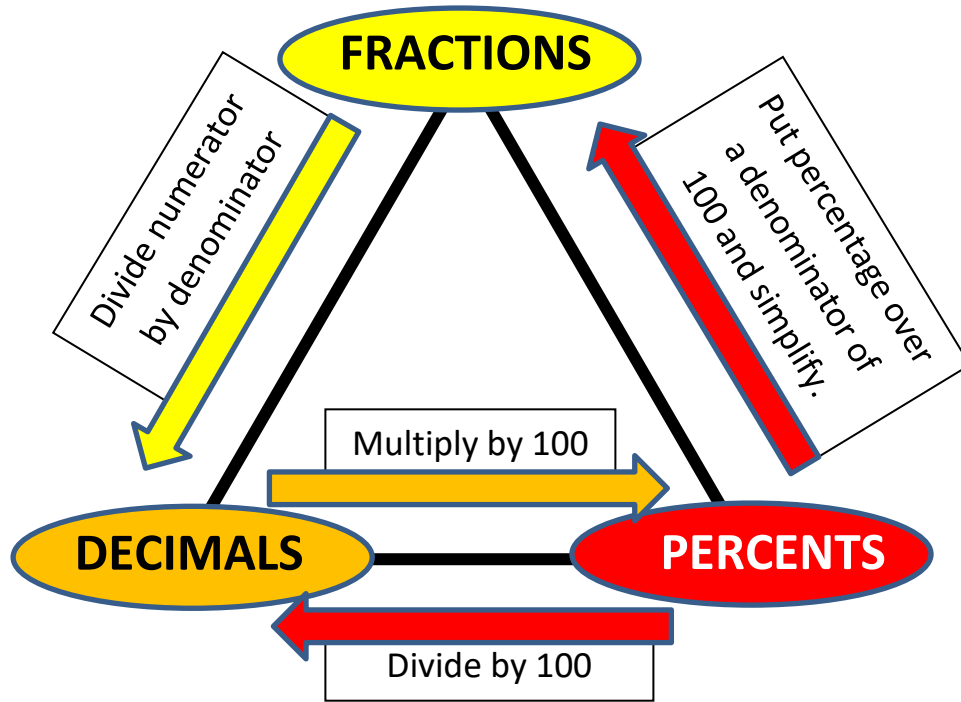 FRACTIONS
Divide numerator
by denominator
Put percentage over
a denominator of
100 and simplify.
Multiply by 100
DECIMALS
PERCENTS
Divide by 100